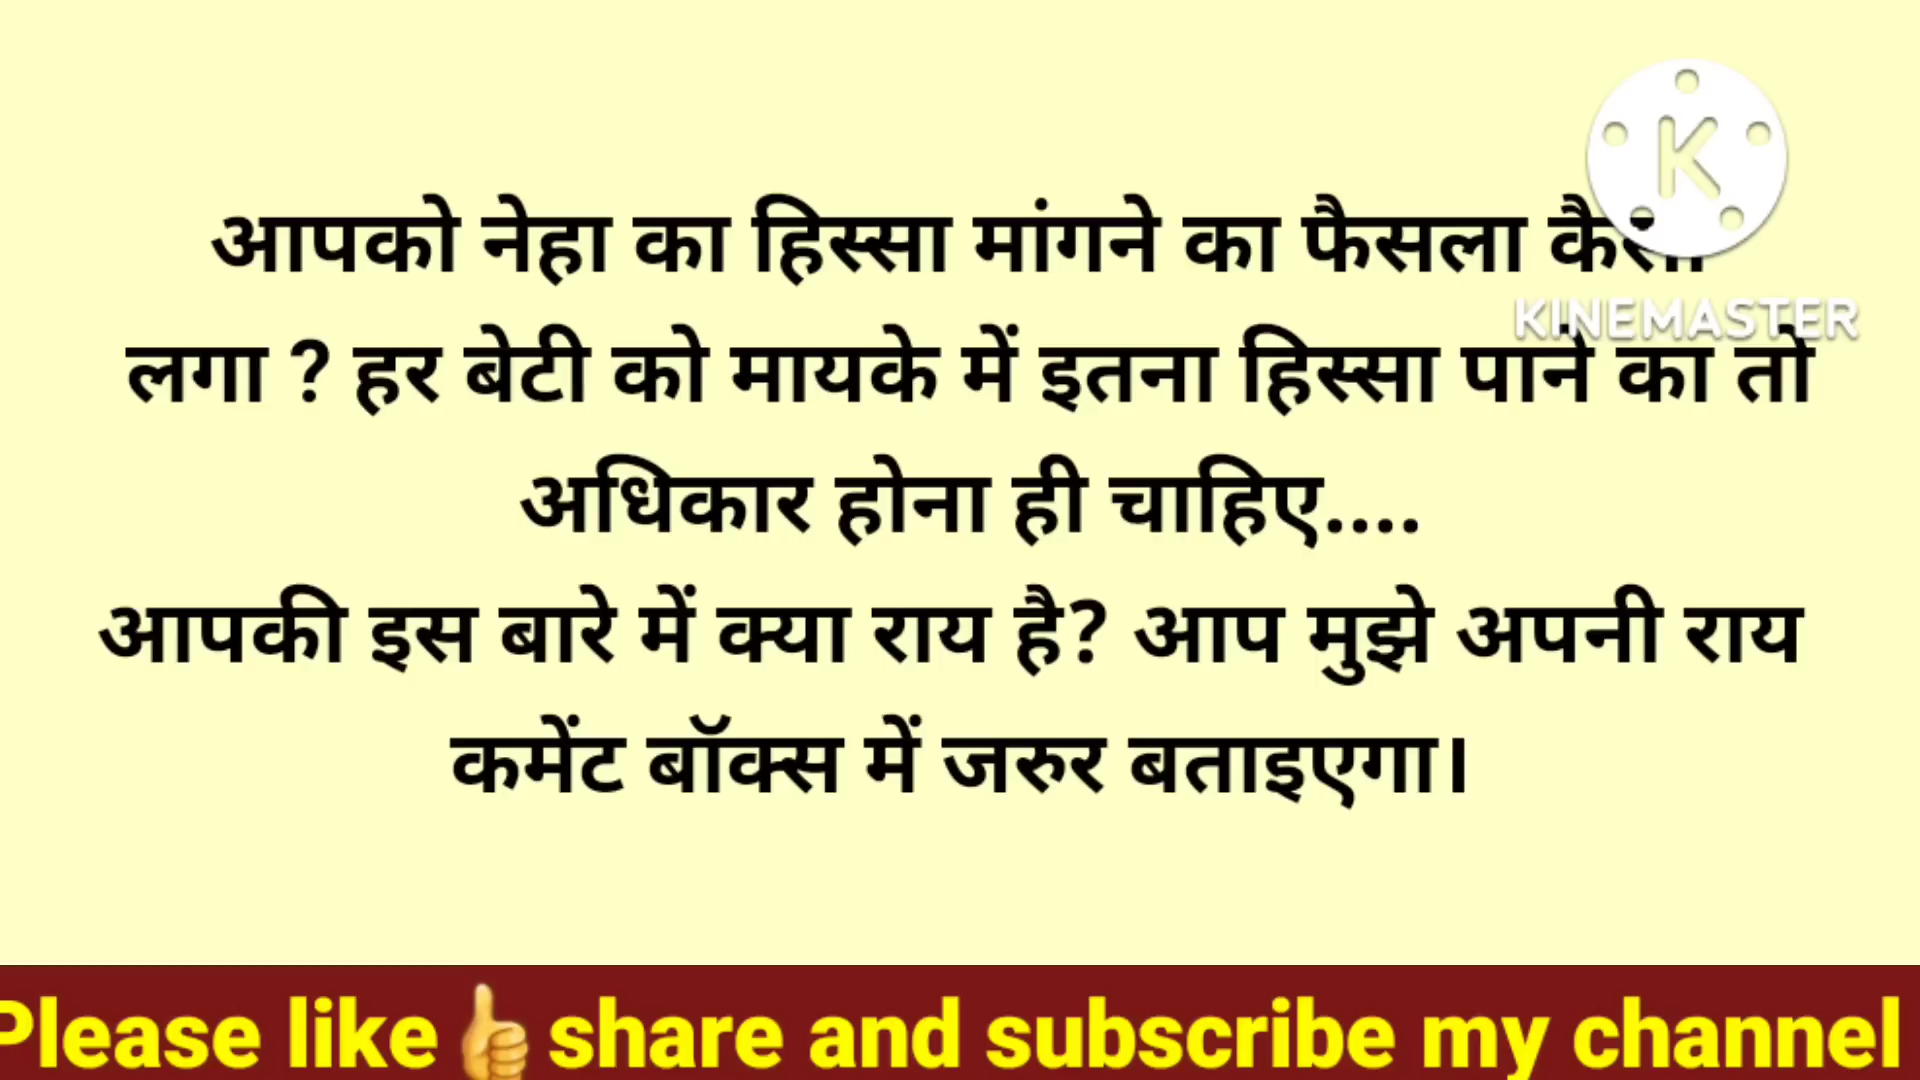 आपको नेहा का हिस्सा मांगने का फैसला कैसा
लगा ? हर बेटी को मायके में इतना हिस्सा पाने का तो
अधिकार होना ही चाहिए....
आपकी इस बारे में क्या राय है? आप मुझे अपनी राय
कमेंट बॉक्स में जरुर बताइएगा।
K
KINEMASTER
Please like 👍 share and subscribe my channel